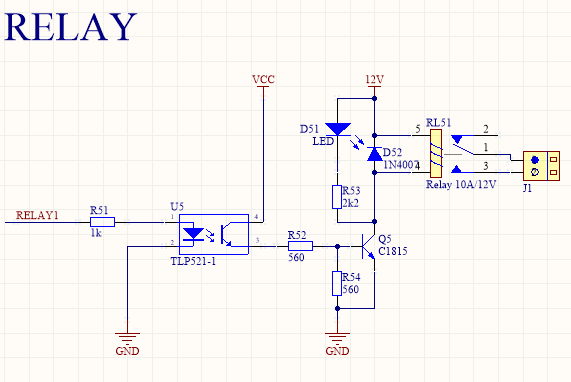 RELAY
VCC
12V
D51
LED
D52
1N4007
RL51
5
4
2
1
3
Relay 10A/12V
J1
R53
2k2
RELAY1
R51
1k
U5
1
2
4
3
TLP521-1
R52
560
Q5
C1815
R54
560
GND
GND